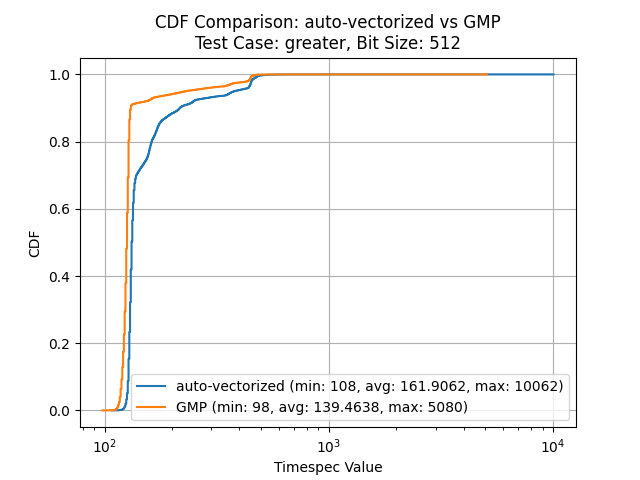 CDF Comparison: auto-vectorized vs GMP
Test Case: greater, Bit Size: 512
1.0
0.8
0.6
0.4
0.2
0.0
CDF
auto-vectorized (min: 108, avg: 161.9062, max: 10062)
GMP (min: 98, avg: 139.4638, max: 5080)
10² 10³ 10⁴
Timespec Value